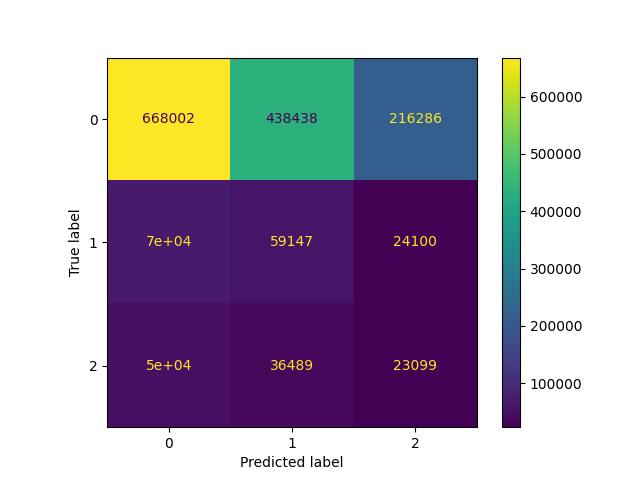 0 668002 438438 216286
1 7e+04 59147 24100
2 5e+04 36489 23099
0 1 2
Predicted label
True label
600000
500000
400000
300000
200000
100000